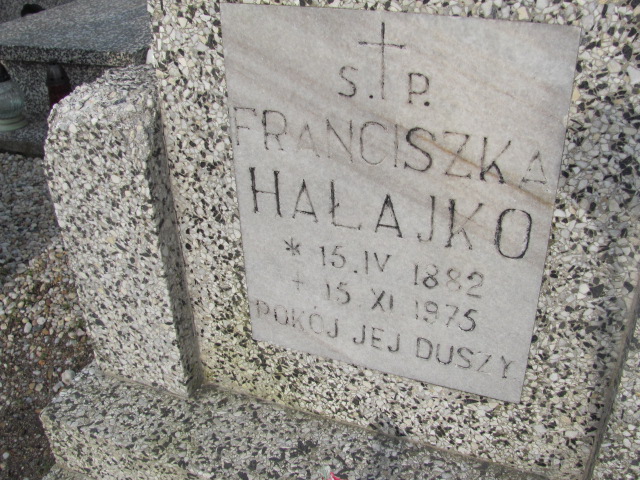 S. P.
FRANCISZKA
HAŁAJKO
* 15. IV 1882
+ 15 XI 1975
POKÓJ JEJ DUSZY